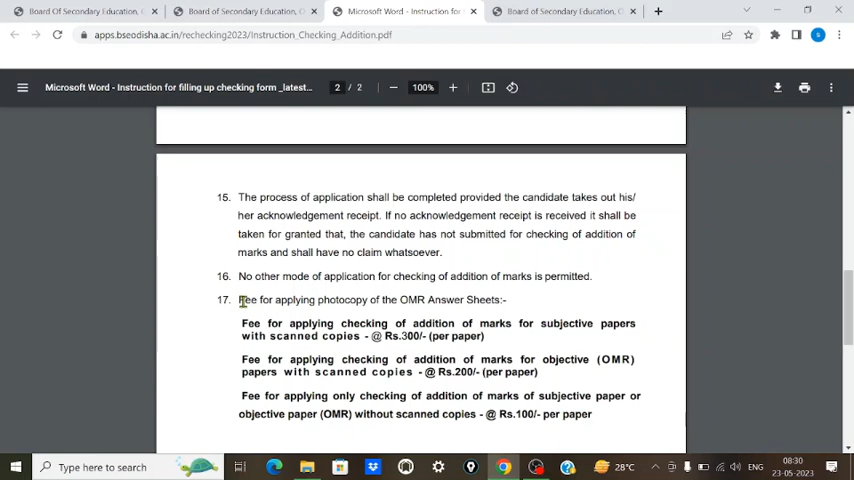 Board Of Secondary Education, C
Board of Secondary Education, O
Microsoft Word - Instruction for
Board of Secondary Education, O
apps.bseodisha.ac.in/rechecking2023/Instruction_Checking_Addition.pdf
S
Microsoft Word - Instruction for filling up checking form _latest...
2 / 2
100%
15. The process of application shall be completed provided the candidate takes out his/
her acknowledgement receipt. If no acknowledgement receipt is received it shall be
taken for granted that, the candidate has not submitted for checking of addition of
marks and shall have no claim whatsoever.
16. No other mode of application for checking of addition of marks is permitted.
17. Fee for applying photocopy of the OMR Answer Sheets:-
Fee for applying checking of addition of marks for subjective papers
with scanned copies - @ Rs.300/- (per paper)
Fee for applying checking of addition of marks for objective (OMR)
papers with scanned copies - @ Rs.200/- (per paper)
Fee for applying only checking of addition of marks of subjective paper or
objective paper (OMR) without scanned copies - @ Rs.100/- per paper
Type here to search
28°C
ENG
08:30
23-05-2023